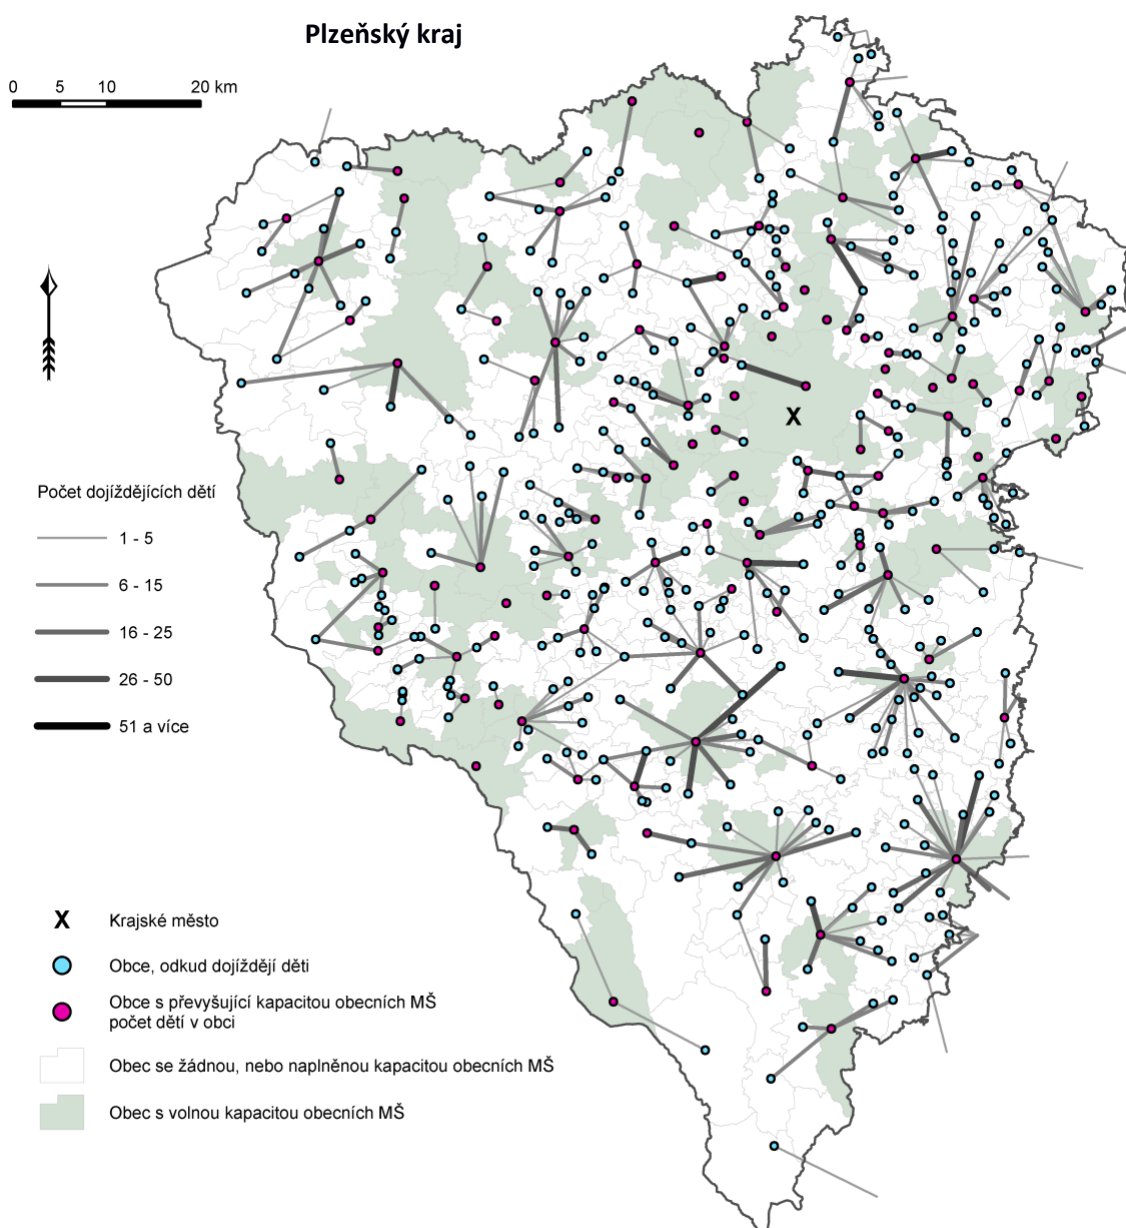 Plzeňský kraj
0 5 10 20 km
Počet dojíždějících dětí
1 - 5
6 - 15
16 - 25
26 - 50
51 a více
X
X Krajské město
Obce, odkud dojíždějí děti
Obce s převyšující kapacitou obecních MŠ
počet dětí v obci
Obec se žádnou, nebo naplněnou kapacitou obecních MŠ
Obec s volnou kapacitou obecních MŠ